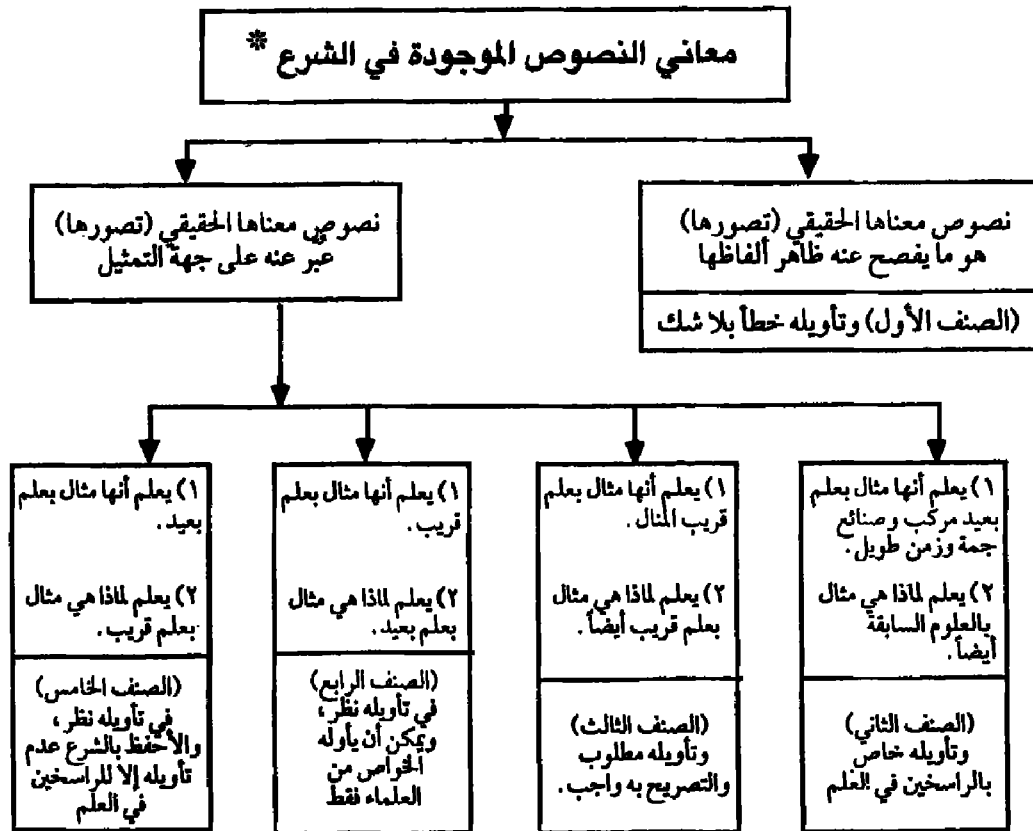 معاني النصوص الموجودة في الشرع *
نصوص معناها الحقيقي (تصورها)
هو ما يفصح عنه ظاهر ألفاظها
(الصنف الأول) وتأويله خطأ بلا شك
نصوص معناها الحقيقي (تصورها)
عُبّر عنه على جهة التمثيل
١) يعلم أنها مثال بعلم
بعيد مركب وصنائع
جمة وزمن طويل.
٢) يعلم لماذا هي مثال
بالعلوم السابقة
أيضاً.
(الصنف الثاني)
وتأويله خاص
بالراسخين في العلم
١) يعلم أنها مثال بعلم
قريب المنال.
٢) يعلم لماذا هي مثال
بعلم قريب أيضاً.
(الصنف الثالث)
وتأويله مطلوب
والتصريح به واجب.
١) يعلم أنها مثال بعلم
قريب.
٢) يعلم لماذا هي مثال
بعلم بعيد.
(الصنف الرابع)
في تأويله نظر،
ويمكن أن يأوله
الخواص من
العلماء فقط
١) يعلم أنها مثال بعلم
بعيد.
٢) يعلم لماذا هي مثال
بعلم قريب.
(الصنف الخامس)
في تأويله نظر،
والأحفظ بالشرع عدم
تأويله إلا للراسخين
في العلم